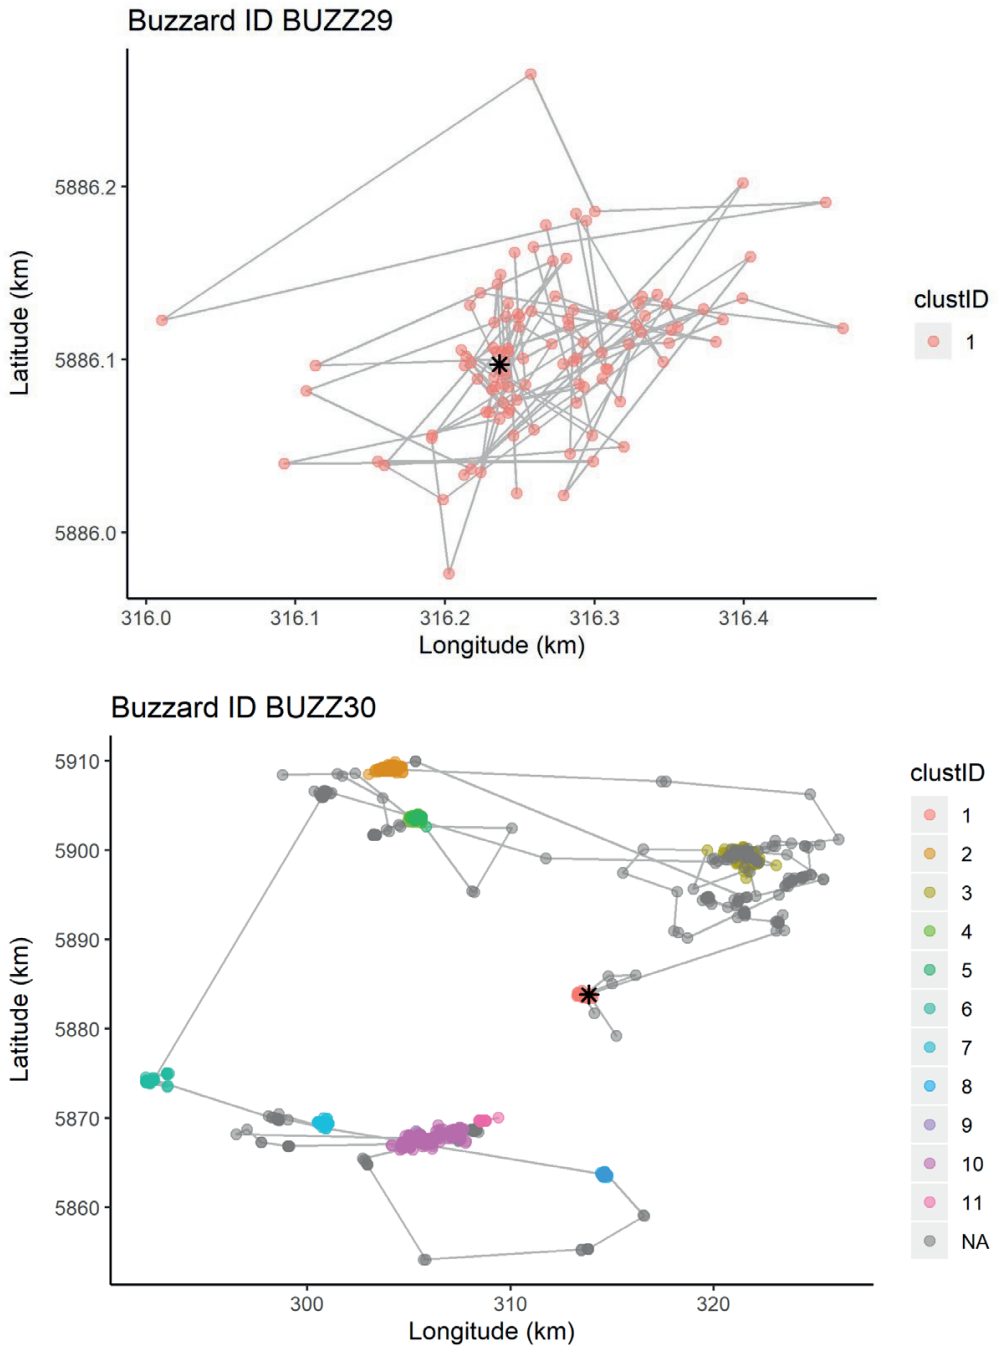 Buzzard ID BUZZ29
Latitude (km)
5886.2
5886.1
5886.0
316.0 316.1 316.2 316.3 316.4
Longitude (km)
clustID
1
Buzzard ID BUZZ30
Latitude (km)
5910
5900
5890
5880
5870
5860
300 310 320
Longitude (km)
clustID
1
2
3
4
5
6
7
8
9
10
11
NA